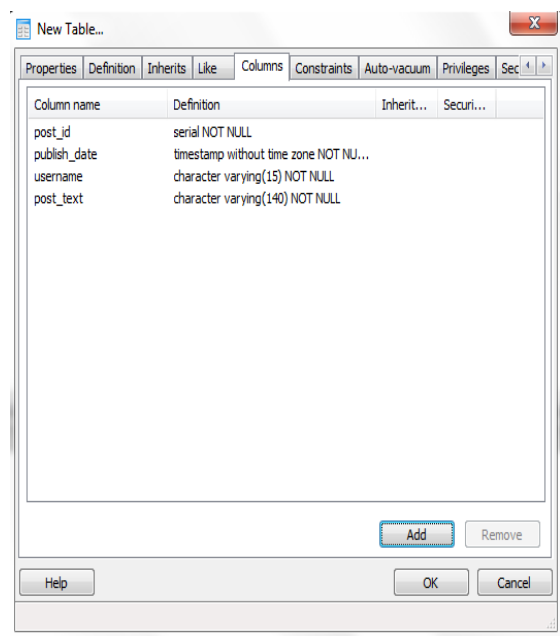 New Table...
Properties Definition Inherits Like Columns Constraints Auto-vacuum Privileges Sec
Column name Definition Inherit... Securi...
post_id serial NOT NULL
publish_date timestamp without time zone NOT NU...
username character varying(15) NOT NULL
post_text character varying(140) NOT NULL
Add Remove
Help OK Cancel